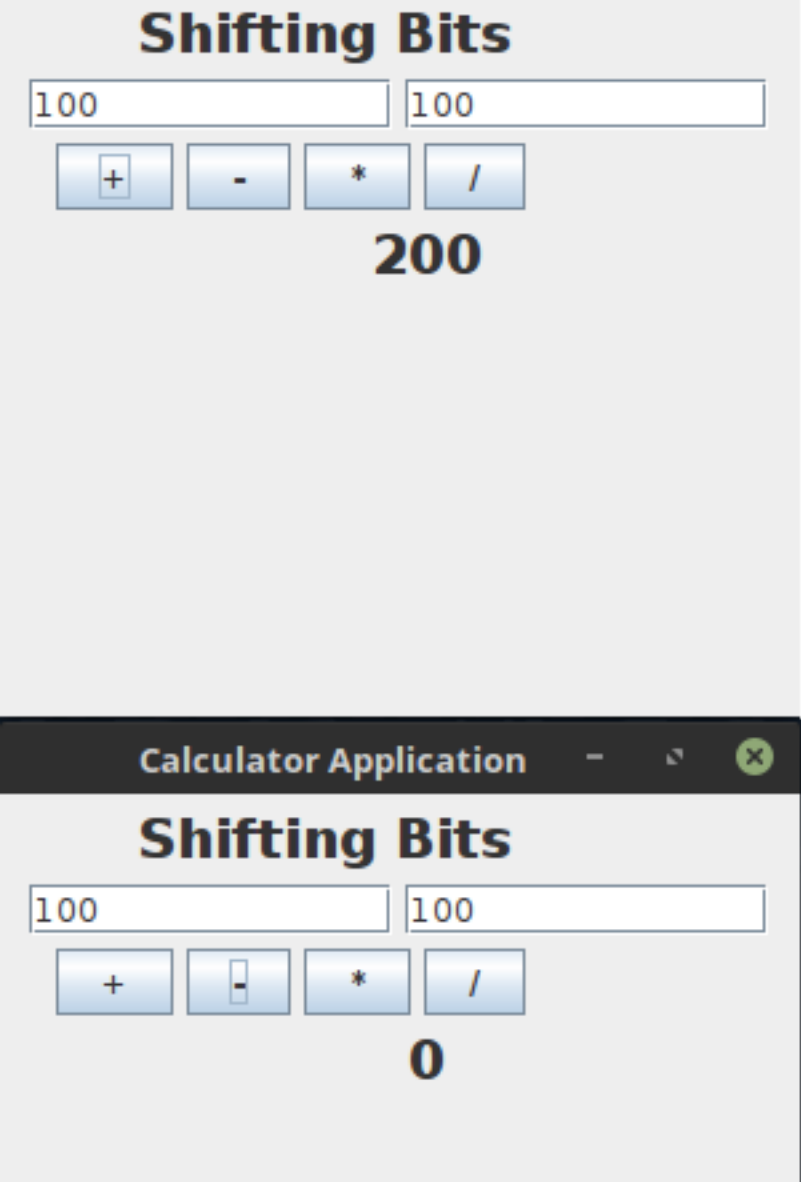 Shifting Bits
100 100
+ - * /
200
Calculator Application
Shifting Bits
100 100
+ - * /
0